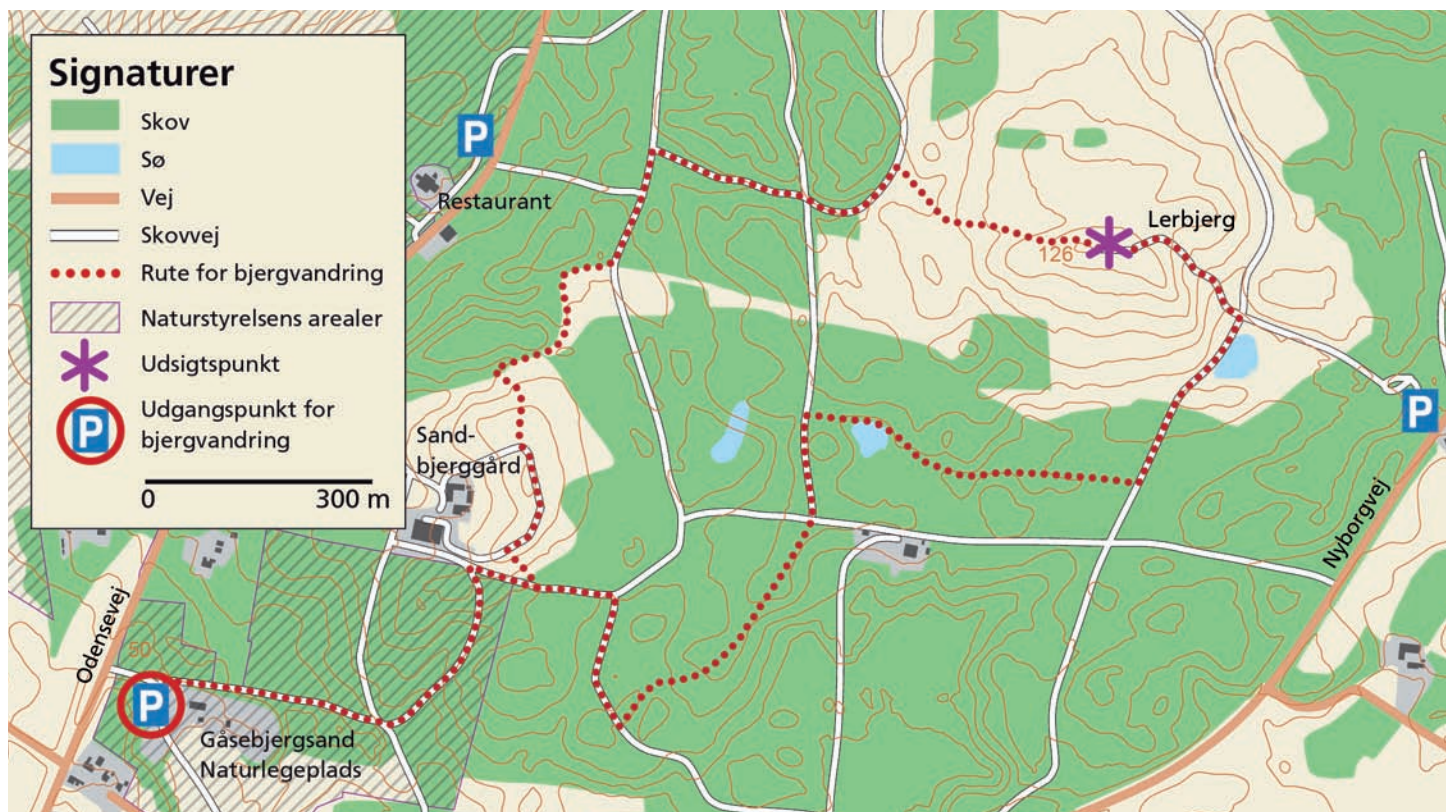 Signaturer
Skov
Sø
Vej
Skovvej
Rute for bjergvandring
Naturstyrelsens arealer
Udsigtspunkt
P
Udgangspunkt for
bjergvandring
0 300 m
P
Restaurant
Lerbjerg
126
P
Sand-
bjerggård
Nyborgvej
Odensevej
50
P
Gåsebjergsand
Naturlegeplads